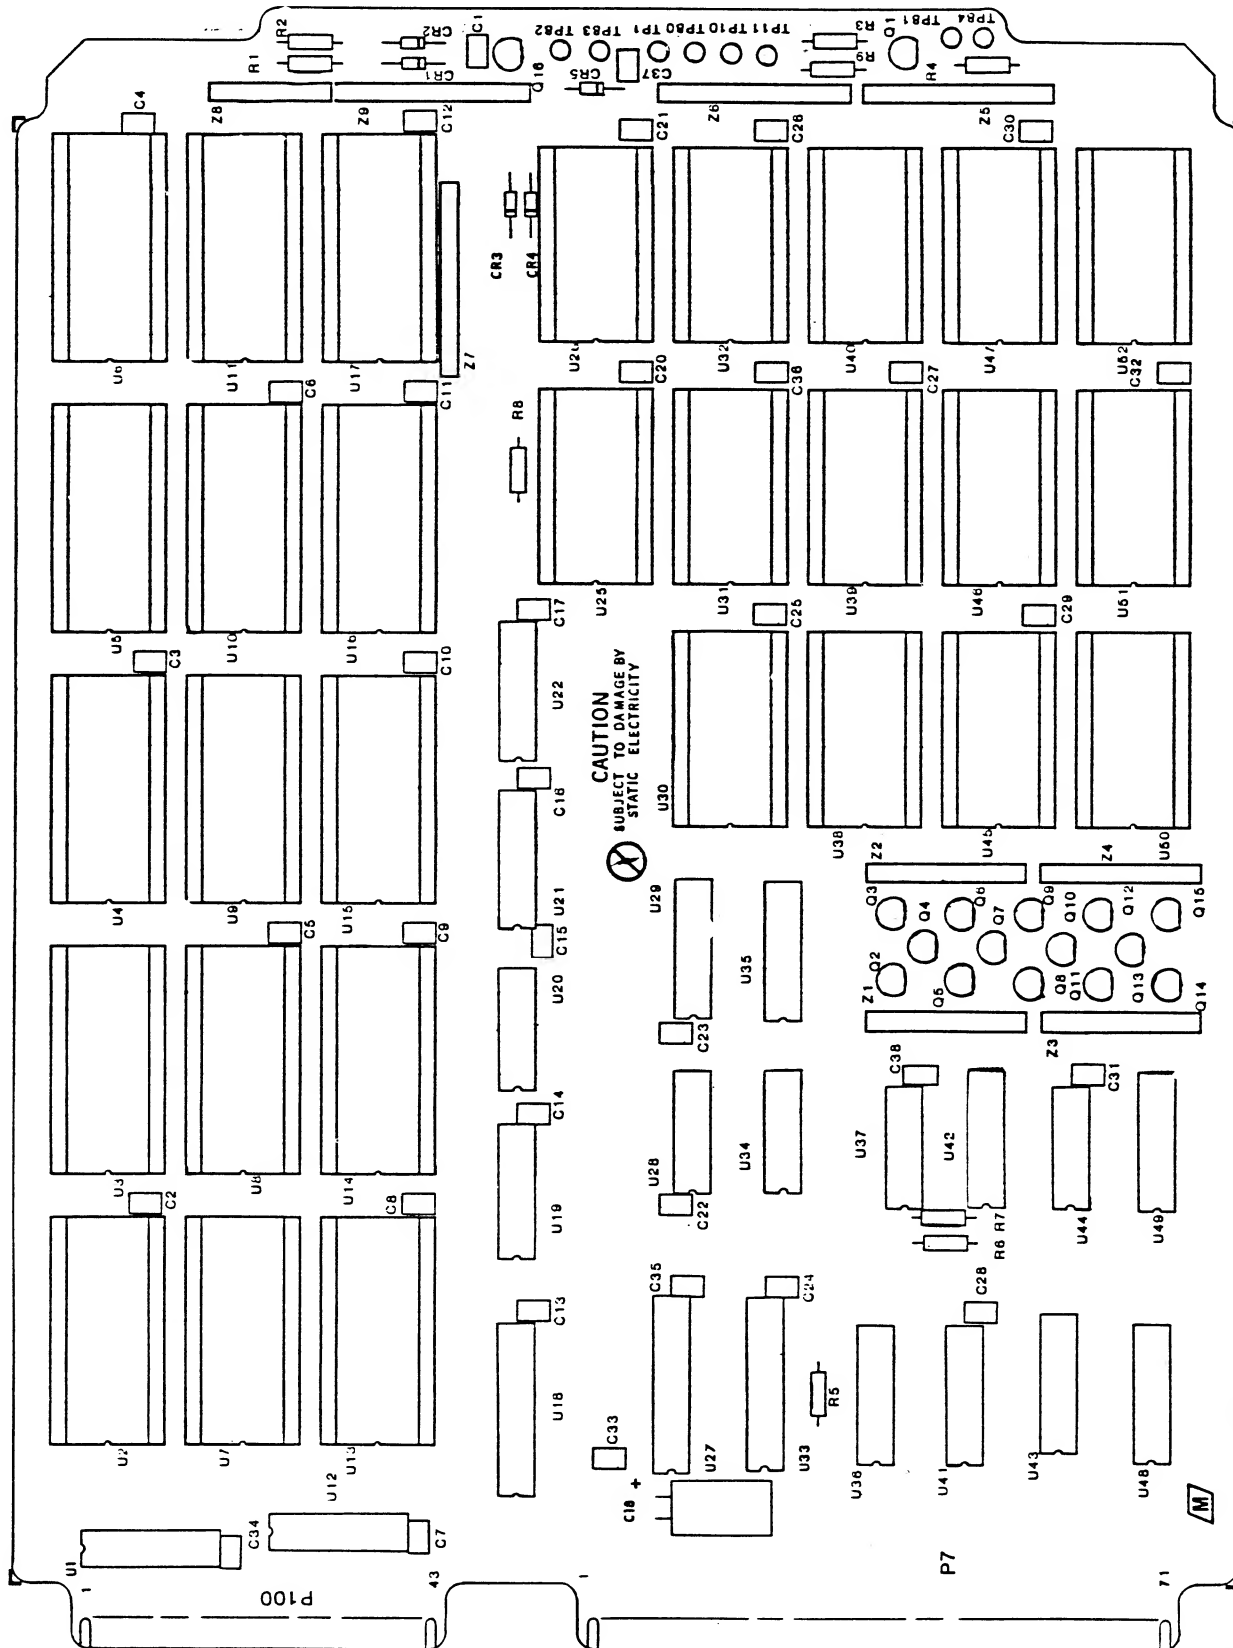 R2
CR2
C1
TP82
TP83
TP1
TP80
TP10
TP11
R3
Q1
TP81
TP84
R1
CR1
Q16
CR5
C37
R9
R4
C4
Z8
Z9
C12
C21
Z6
C26
Z5
C30
CR3
CR4
U6
U11
U17
Z7
U26
C20
U32
C36
U40
C27
U47
U52
C32
C6
C11
R8
U5
U10
U16
C17
U25
U31
C25
U39
U46
C29
U51
C3
C10
U22
CAUTION
SUBJECT TO DAMAGE BY
STATIC ELECTRICITY
U30
C16
U4
U9
U15
U21
U29
U38
Z2
U45
Z4
U50
C5
C9
C15
U20
U35
Q3
Q4
Q6
Q7
Q9
Q10
Q12
Q15
Q2
Z1
Q5
Q8
Q11
Q13
Q14
C23
Z3
C14
C38
C31
U3
U8
U14
U28
U34
U37
U42
C2
C8
U19
C22
R7
R6
U44
U49
C13
C35
C24
C28
U18
R5
U2
U7
U13
C33
U27
U33
U36
U41
U43
U48
U12
C18
+
M
U1
C34
C7
P7
1
P100
43
1
71